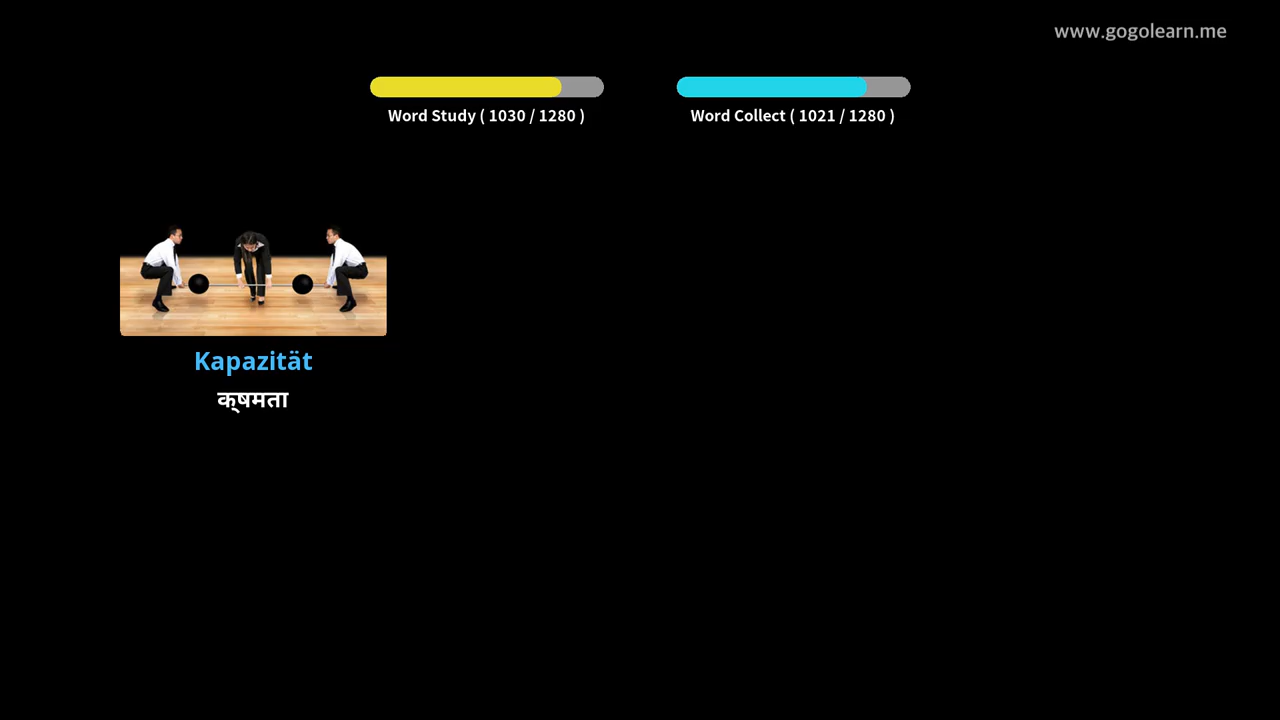 www.gogolearn.me
Word Study ( 1030 / 1280 )
Word Collect ( 1021 / 1280 )
Kapazität
क्षमता